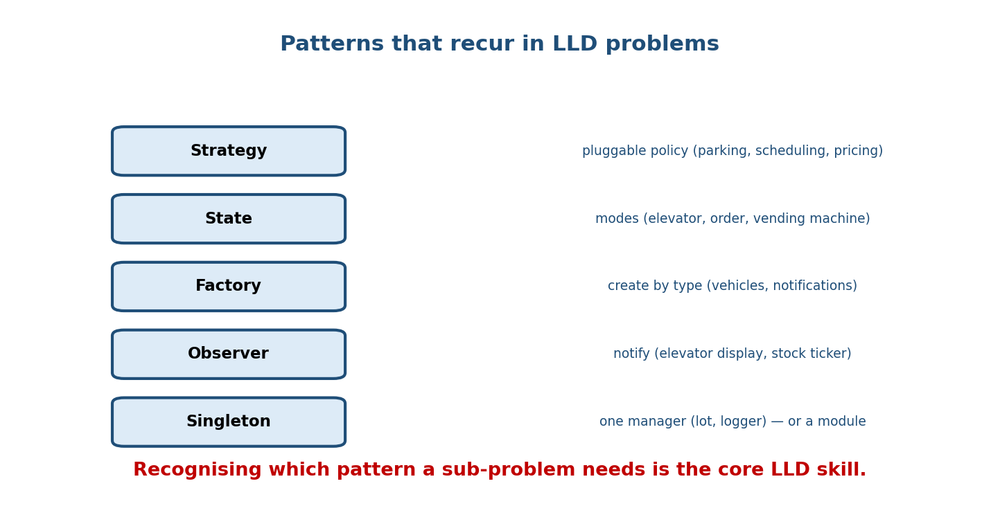 Patterns that recur in LLD problems
Strategy
pluggable policy (parking, scheduling, pricing)
State
modes (elevator, order, vending machine)
Factory
create by type (vehicles, notifications)
Observer
notify (elevator display, stock ticker)
Singleton
one manager (lot, logger) — or a module
Recognising which pattern a sub-problem needs is the core LLD skill.